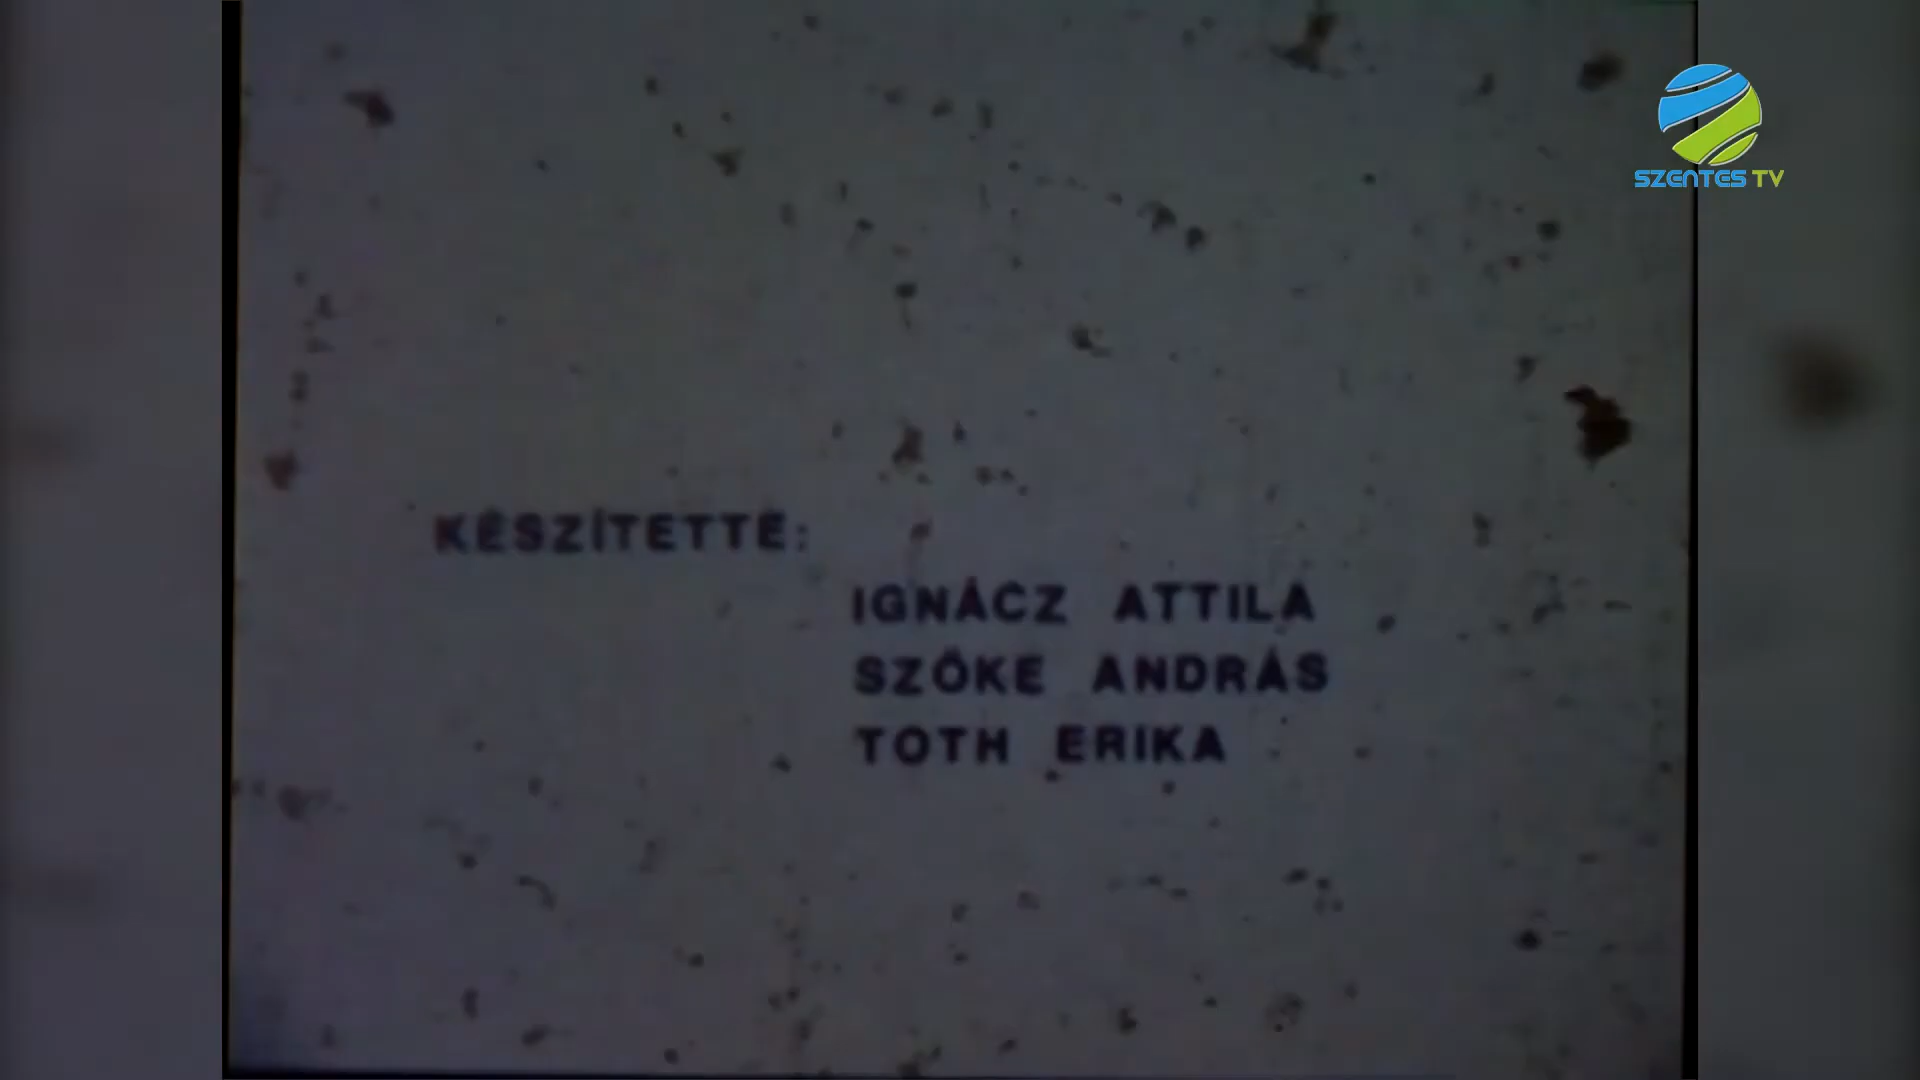 SZENTES TV
KÉSZÍTETTE:
IGNÁCZ ATTILA
SZŐKE ANDRÁS
TOTH ERIKA